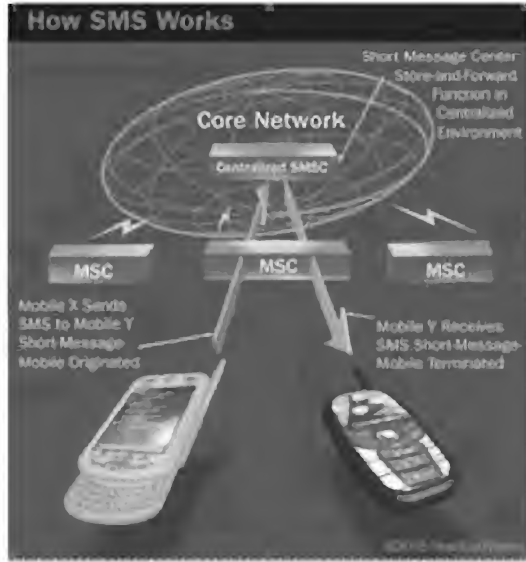 How SMS Works
Short Message Center
Store-and-Forward
Function in
Centralized
Environment
Core Network
Centralized SMSC
MSC
MSC
MSC
Mobile X Sends
SMS to Mobile Y
Short-Message
Mobile Originated
Mobile Y Receives
SMS Short-Message-
Mobile Terminated